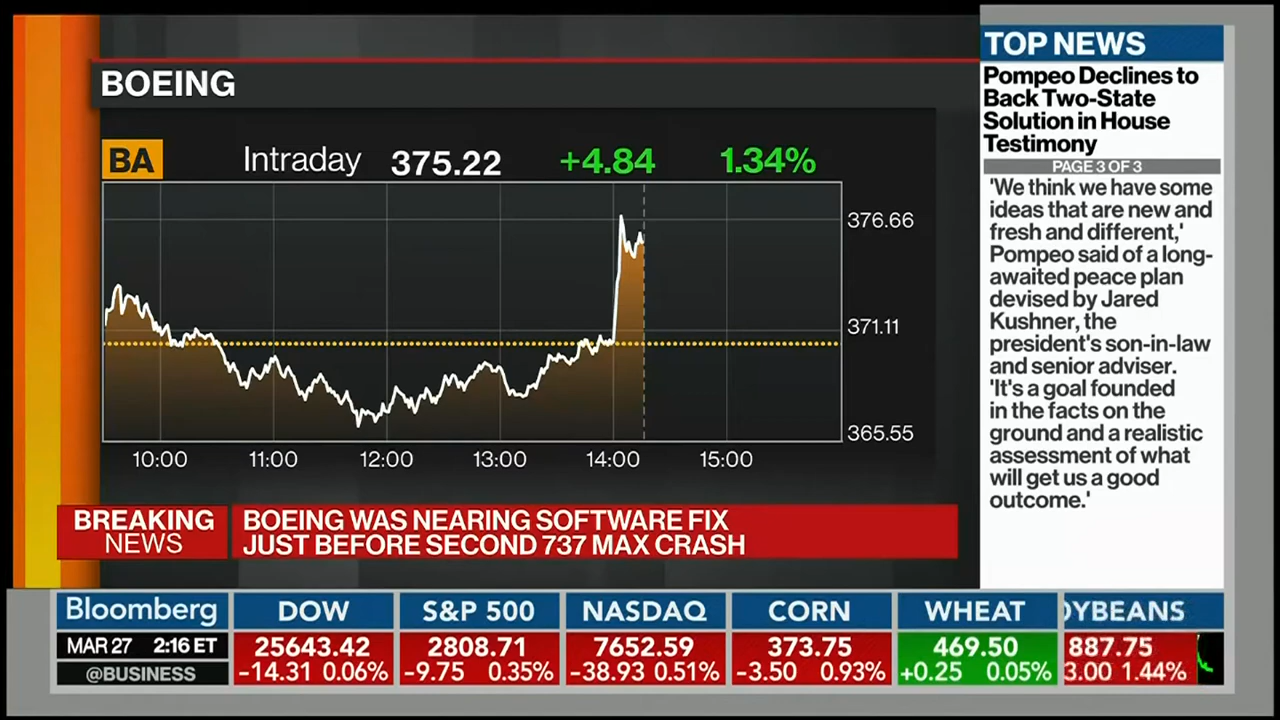 BOEING
BA Intraday 375.22 +4.84 1.34%
376.66
371.11
365.55
10:00 11:00 12:00 13:00 14:00 15:00
BREAKING
NEWS
BOEING WAS NEARING SOFTWARE FIX
JUST BEFORE SECOND 737 MAX CRASH
TOP NEWS
Pompeo Declines to
Back Two-State
Solution in House
Testimony
PAGE 3 OF 3
'We think we have some
ideas that are new and
fresh and different,'
Pompeo said of a long-
awaited peace plan
devised by Jared
Kushner, the
president's son-in-law
and senior adviser.
'It's a goal founded
in the facts on the
ground and a realistic
assessment of what
will get us a good
outcome.'
Bloomberg DOW S&P 500 NASDAQ CORN WHEAT OYBEANS
MAR 27 2:16 ET 25643.42 2808.71 7652.59 373.75 469.50 887.75
@BUSINESS -14.31 0.06% -9.75 0.35% -38.93 0.51% -3.50 0.93% +0.25 0.05% 3.00 1.44%